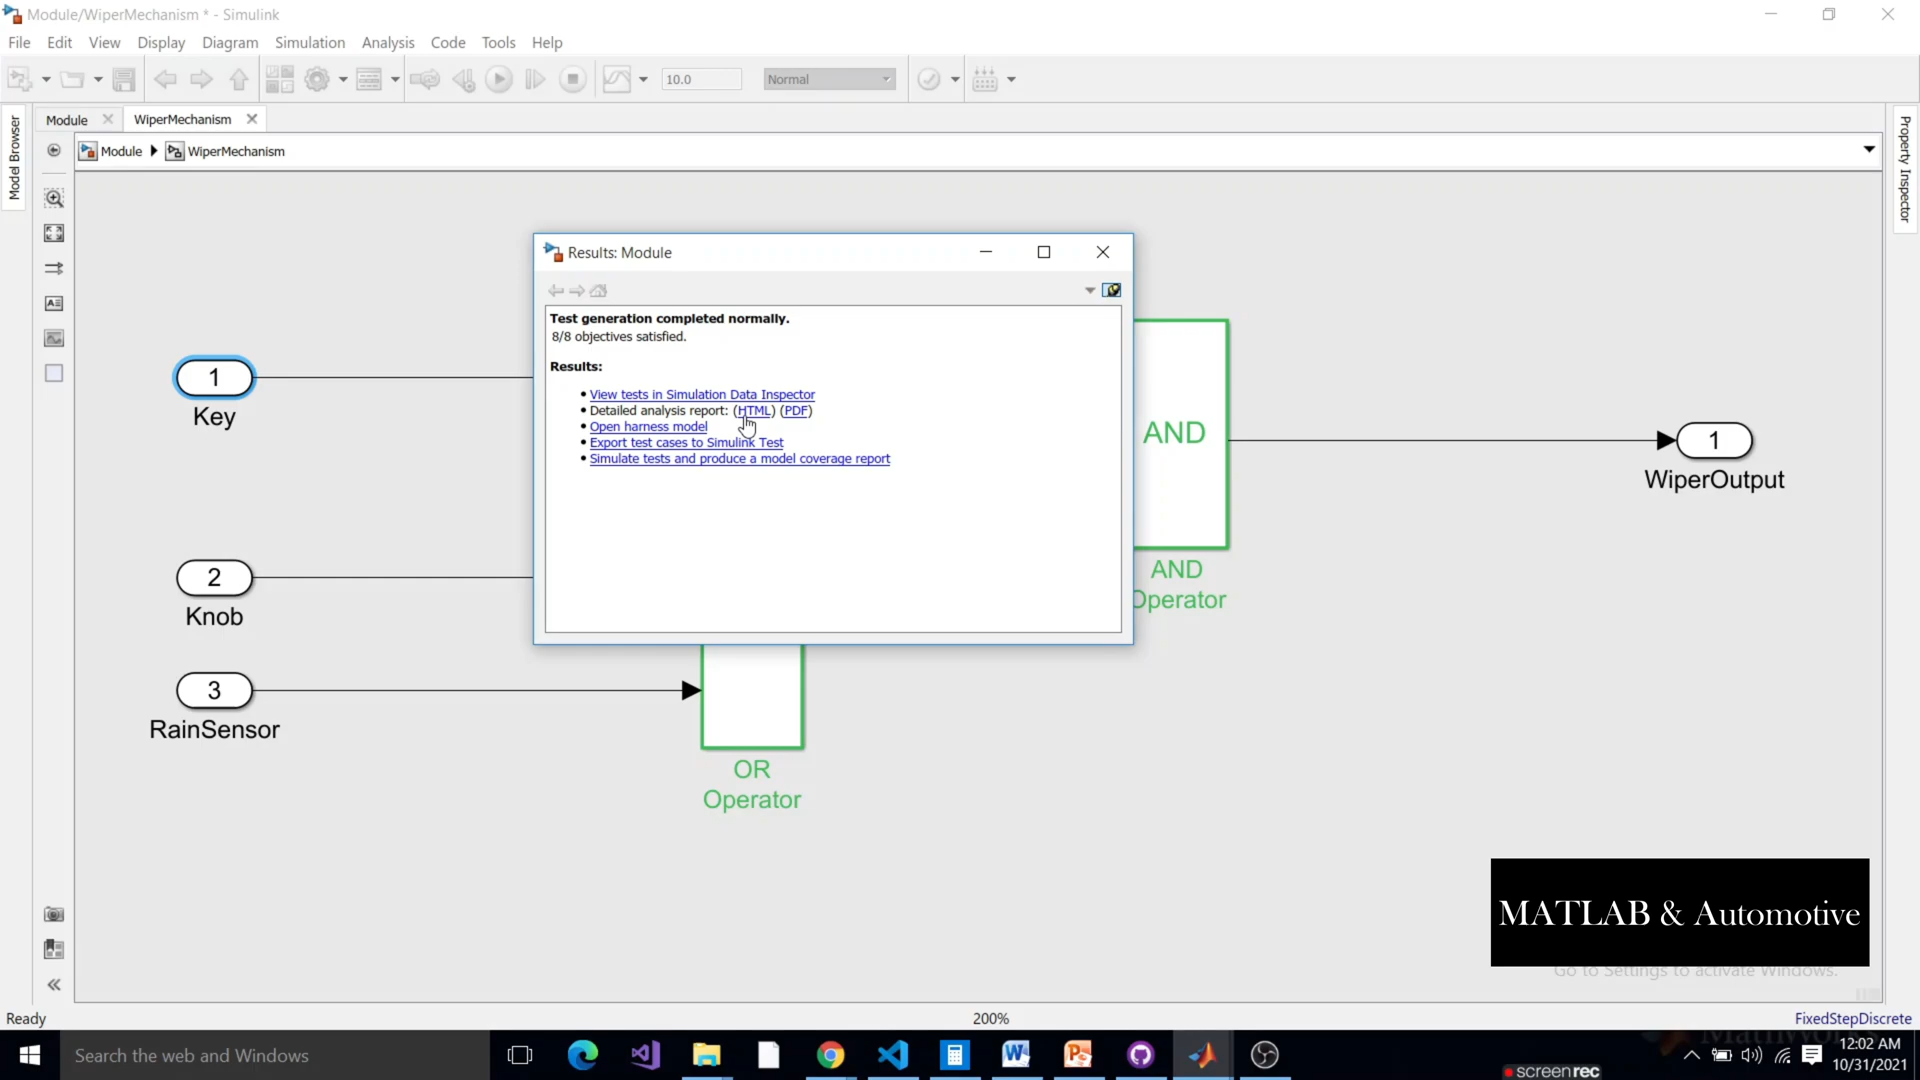 Module/WiperMechanism * - Simulink
File Edit View Display Diagram Simulation Analysis Code Tools Help
10.0 Normal
Module WiperMechanism
Module WiperMechanism
Model Browser
Property Inspector
Results: Module
Test generation completed normally.
8/8 objectives satisfied.
Results:
View tests in Simulation Data Inspector
Detailed analysis report: (HTML) (PDF)
Open harness model
Export test cases to Simulink Test
Simulate tests and produce a model coverage report
1
Key
AND
1
WiperOutput
AND
Operator
2
Knob
3
RainSensor
OR
Operator
MATLAB & Automotive
Go to Settings to activate Windows.
Ready 200% FixedStepDiscrete
Search the web and Windows
12:02 AM
10/31/2021
screenrec